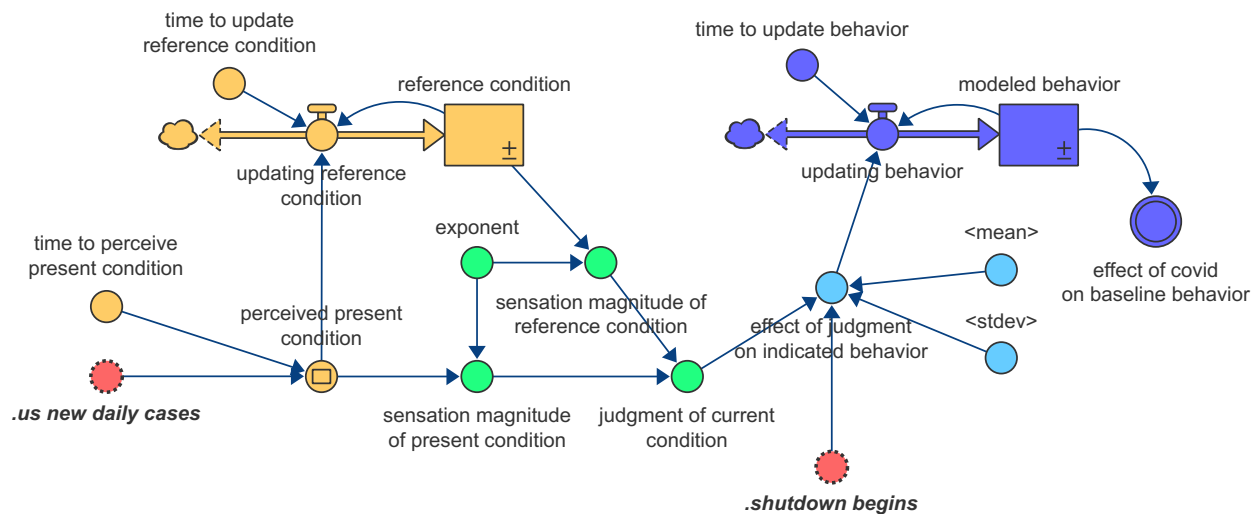 time to update
reference condition
reference condition
±
updating reference
condition
time to update behavior
modeled behavior
±
updating behavior
time to perceive
present condition
exponent
<mean>
effect of covid
on baseline behavior
perceived present
condition
sensation magnitude of
reference condition
effect of judgment
on indicated behavior
<stdev>
.us new daily cases
sensation magnitude
of present condition
judgment of current
condition
.shutdown begins